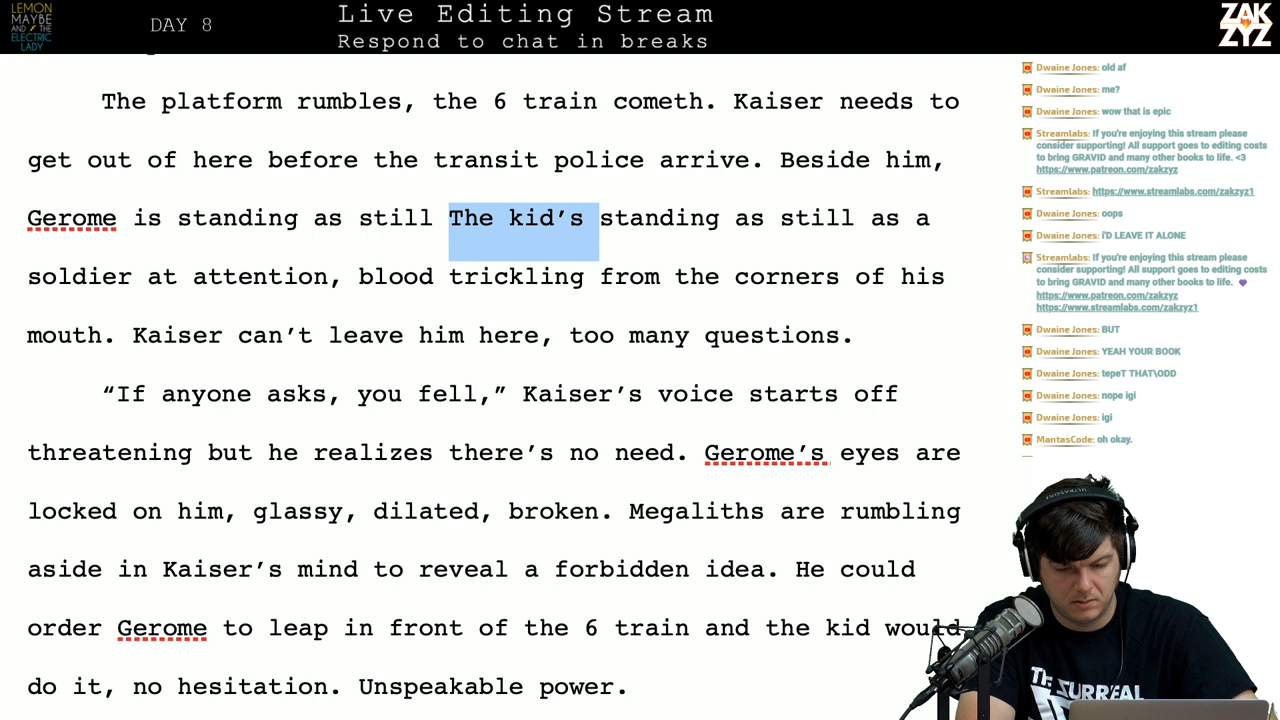 LEMON
MAYBE
AND THE
ELECTRIC
LADY
DAY 8
Live Editing Stream
Respond to chat in breaks
ZAK
ZYZ
The platform rumbles, the 6 train cometh. Kaiser needs to
get out of here before the transit police arrive. Beside him,
Gerome is standing as still The kid’s standing as still as a
soldier at attention, blood trickling from the corners of his
mouth. Kaiser can’t leave him here, too many questions.
“If anyone asks, you fell,” Kaiser’s voice starts off
threatening but he realizes there’s no need. Gerome’s eyes are
locked on him, glassy, dilated, broken. Megaliths are rumbling
aside in Kaiser’s mind to reveal a forbidden idea. He could
order Gerome to leap in front of the 6 train and the kid would
do it, no hesitation. Unspeakable power.
Dwaine Jones: old af
Dwaine Jones: me?
Dwaine Jones: wow that is epic
Streamlabs: If you're enjoying this stream please
consider supporting! All support goes to editing costs
to bring GRAVID and many other books to life. <3
https://www.patreon.com/zakzyz
Streamlabs: https://www.streamlabs.com/zakzyz1
Dwaine Jones: oops
Dwaine Jones: i'D LEAVE IT ALONE
Streamlabs: If you're enjoying this stream please
consider supporting! All support goes to editing costs
to bring GRAVID and many other books to life. 💜
https://www.patreon.com/zakzyz
https://www.streamlabs.com/zakzyz1
Dwaine Jones: BUT
Dwaine Jones: YEAH YOUR BOOK
Dwaine Jones: tepeT THAT\ODD
Dwaine Jones: nope igi
Dwaine Jones: igi
MantasCode: oh okay.
THE SURREAL